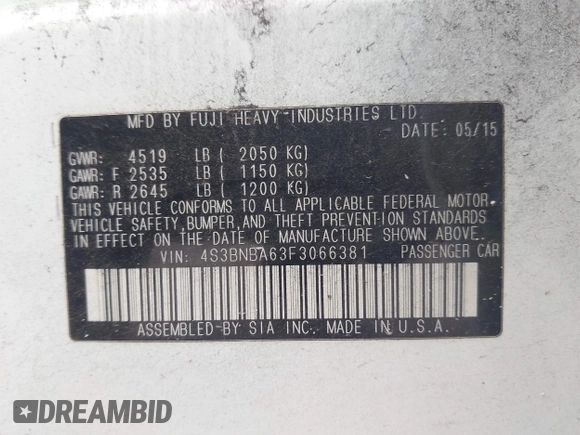 MFD BY FUJI HEAVY INDUSTRIES LTD.
DATE: 05/15
GVWR: 4519 LB ( 2050 KG)
GAWR: F 2535 LB ( 1150 KG)
GAWR: R 2645 LB ( 1200 KG)
THIS VEHICLE CONFORMS TO ALL APPLICABLE FEDERAL MOTOR
VEHICLE SAFETY, BUMPER, AND THEFT PREVENTION STANDARDS
IN EFFECT ON THE DATE OF MANUFACTURE SHOWN ABOVE.
VIN: 4S3BNBA63F3066381 PASSENGER CAR
ASSEMBLED BY SIA INC. MADE IN U.S.A.
DREAMBID